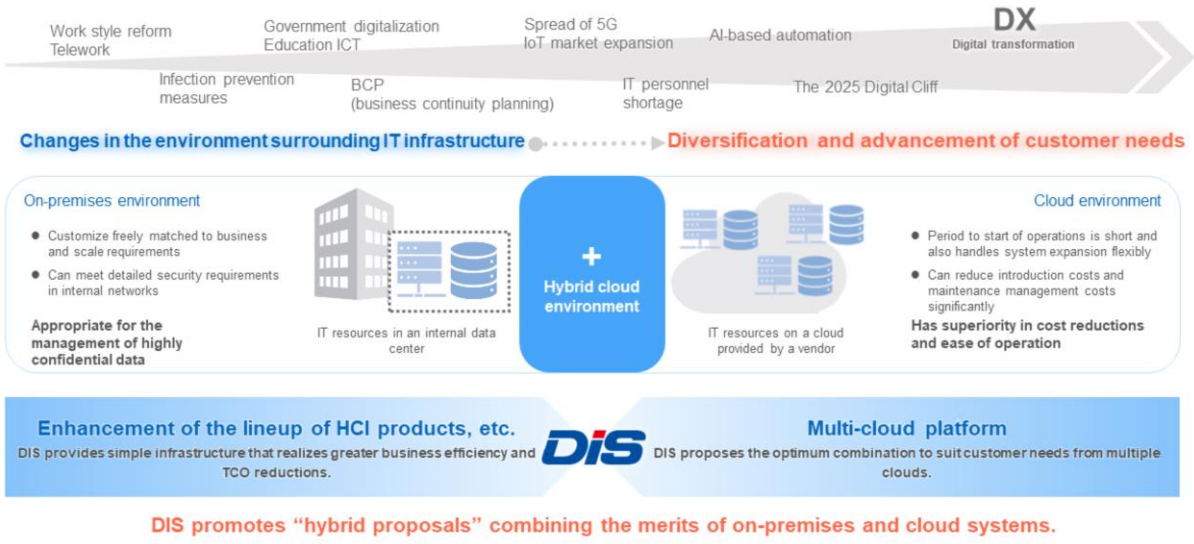 Work style reform
Telework
Government digitalization
Education ICT
Spread of 5G
IoT market expansion
AI-based automation
DX
Digital transformation
Infection prevention
measures
BCP
(business continuity planning)
IT personnel
shortage
The 2025 Digital Cliff
Changes in the environment surrounding IT infrastructure
Diversification and advancement of customer needs
On-premises environment
● Customize freely matched to business
and scale requirements
● Can meet detailed security requirements
in internal networks
Appropriate for the
management of highly
confidential data
IT resources in an internal data
center
+
Hybrid cloud
environment
IT resources on a cloud
provided by a vendor
Cloud environment
● Period to start of operations is short and
also handles system expansion flexibly
● Can reduce introduction costs and
maintenance management costs
significantly
Has superiority in cost reductions
and ease of operation
Enhancement of the lineup of HCI products, etc.
DIS provides simple infrastructure that realizes greater business efficiency and
TCO reductions.
DiS
Multi-cloud platform
DIS proposes the optimum combination to suit customer needs from multiple
clouds.
DIS promotes “hybrid proposals” combining the merits of on-premises and cloud systems.